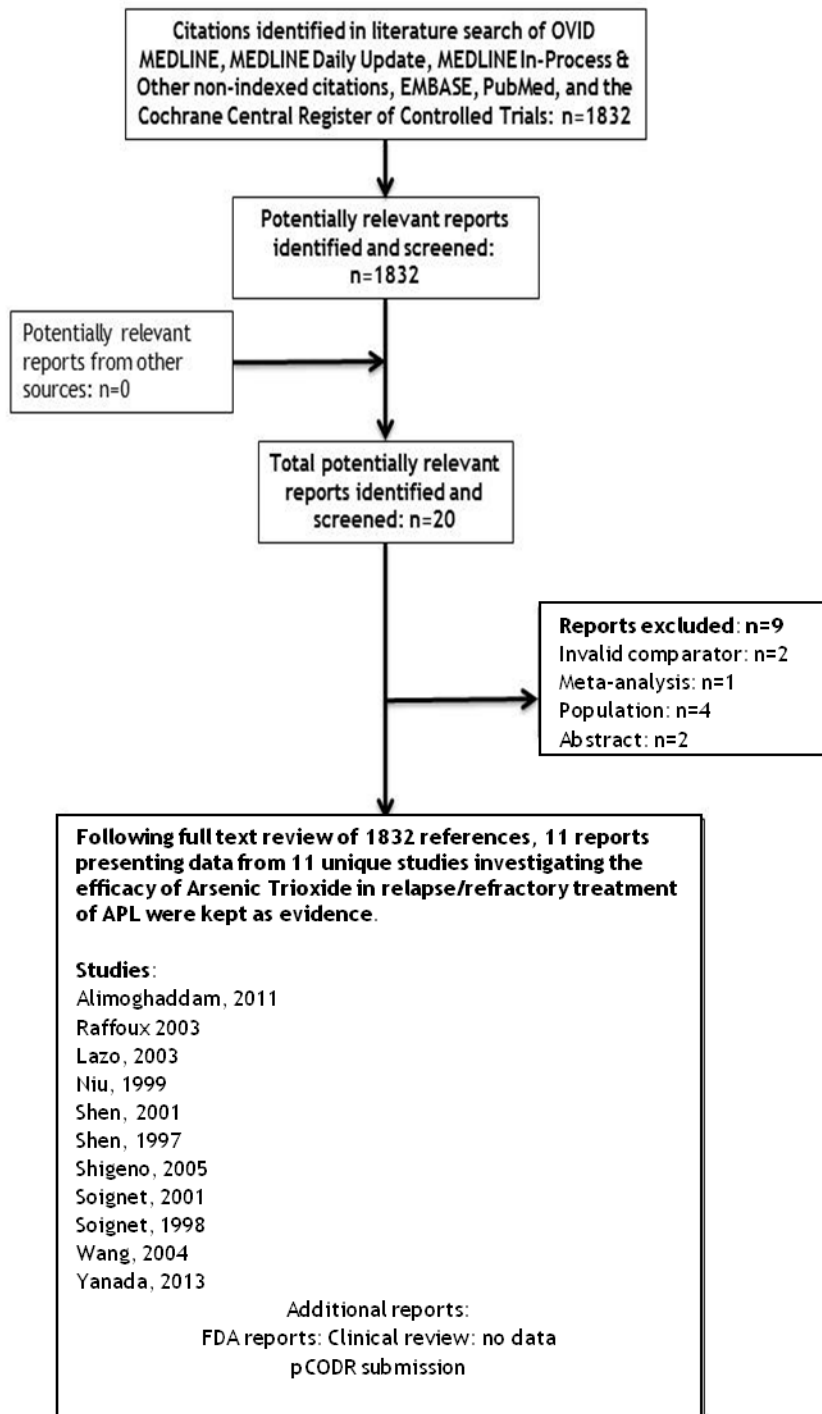 Citations identified in literature search of OVID
MEDLINE, MEDLINE Daily Update, MEDLINE In-Process &
Other non-indexed citations, EMBASE, PubMed, and the
Cochrane Central Register of Controlled Trials: n=1832
Potentially relevant reports
identified and screened:
n=1832
Potentially relevant
reports from other
sources: n=0
Total potentially relevant
reports identified and
screened: n=20
Reports excluded: n=9
Invalid comparator: n=2
Meta-analysis: n=1
Population: n=4
Abstract: n=2
Following full text review of 1832 references, 11 reports
presenting data from 11 unique studies investigating the
efficacy of Arsenic Trioxide in relapse/refractory treatment
of APL were kept as evidence.
Studies:
Alimoghaddam, 2011
Raffoux 2003
Lazo, 2003
Niu, 1999
Shen, 2001
Shen, 1997
Shigeno, 2005
Soignet, 2001
Soignet, 1998
Wang, 2004
Yanada, 2013
Additional reports:
FDA reports: Clinical review: no data
pCODR submission